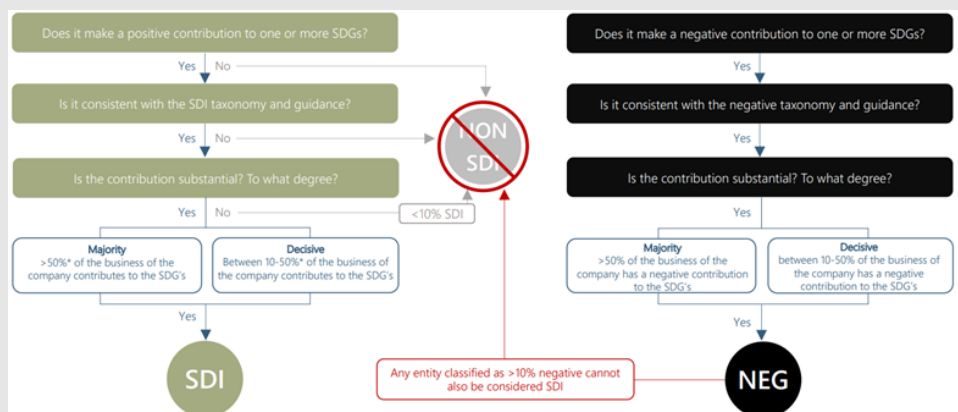 Does it make a positive contribution to one or more SDGs?
Yes
No
Is it consistent with the SDI taxonomy and guidance?
Yes
No
Is the contribution substantial? To what degree?
Yes
No
<10% SDI
Majority
>50%* of the business of the
company contributes to the SDG's
Decisive
Between 10-50%* of the business of
the company contributes to the SDG's
Yes
SDI
NON
SDI
Any entity classified as >10% negative cannot
also be considered SDI
Does it make a negative contribution to one or more SDGs?
Yes
Is it consistent with the negative taxonomy and guidance?
Yes
Is the contribution substantial? To what degree?
Yes
Majority
>50% of the business of the
company has a negative contribution
to the SDG's
Decisive
between 10-50% of the business of
the company has a negative
contribution to the SDG's
Yes
NEG